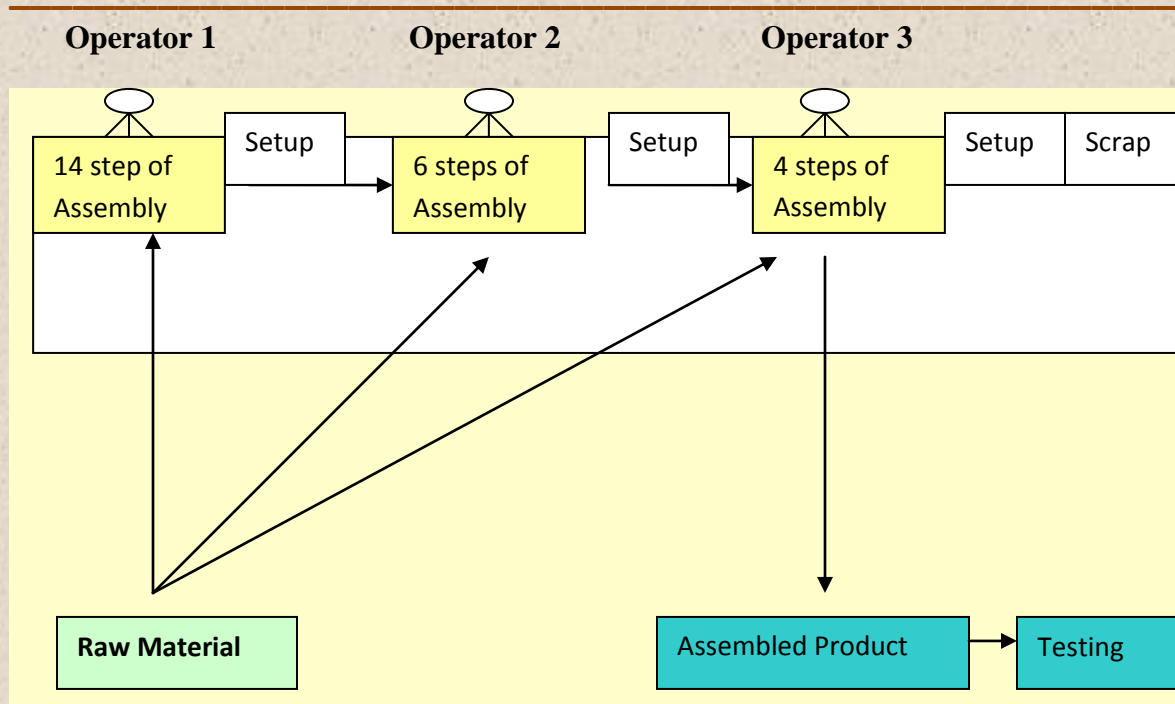 Operator 1
Operator 2
Operator 3
14 step of
Assembly
Setup
6 steps of
Assembly
Setup
4 steps of
Assembly
Setup
Scrap
Raw Material
Assembled Product
Testing